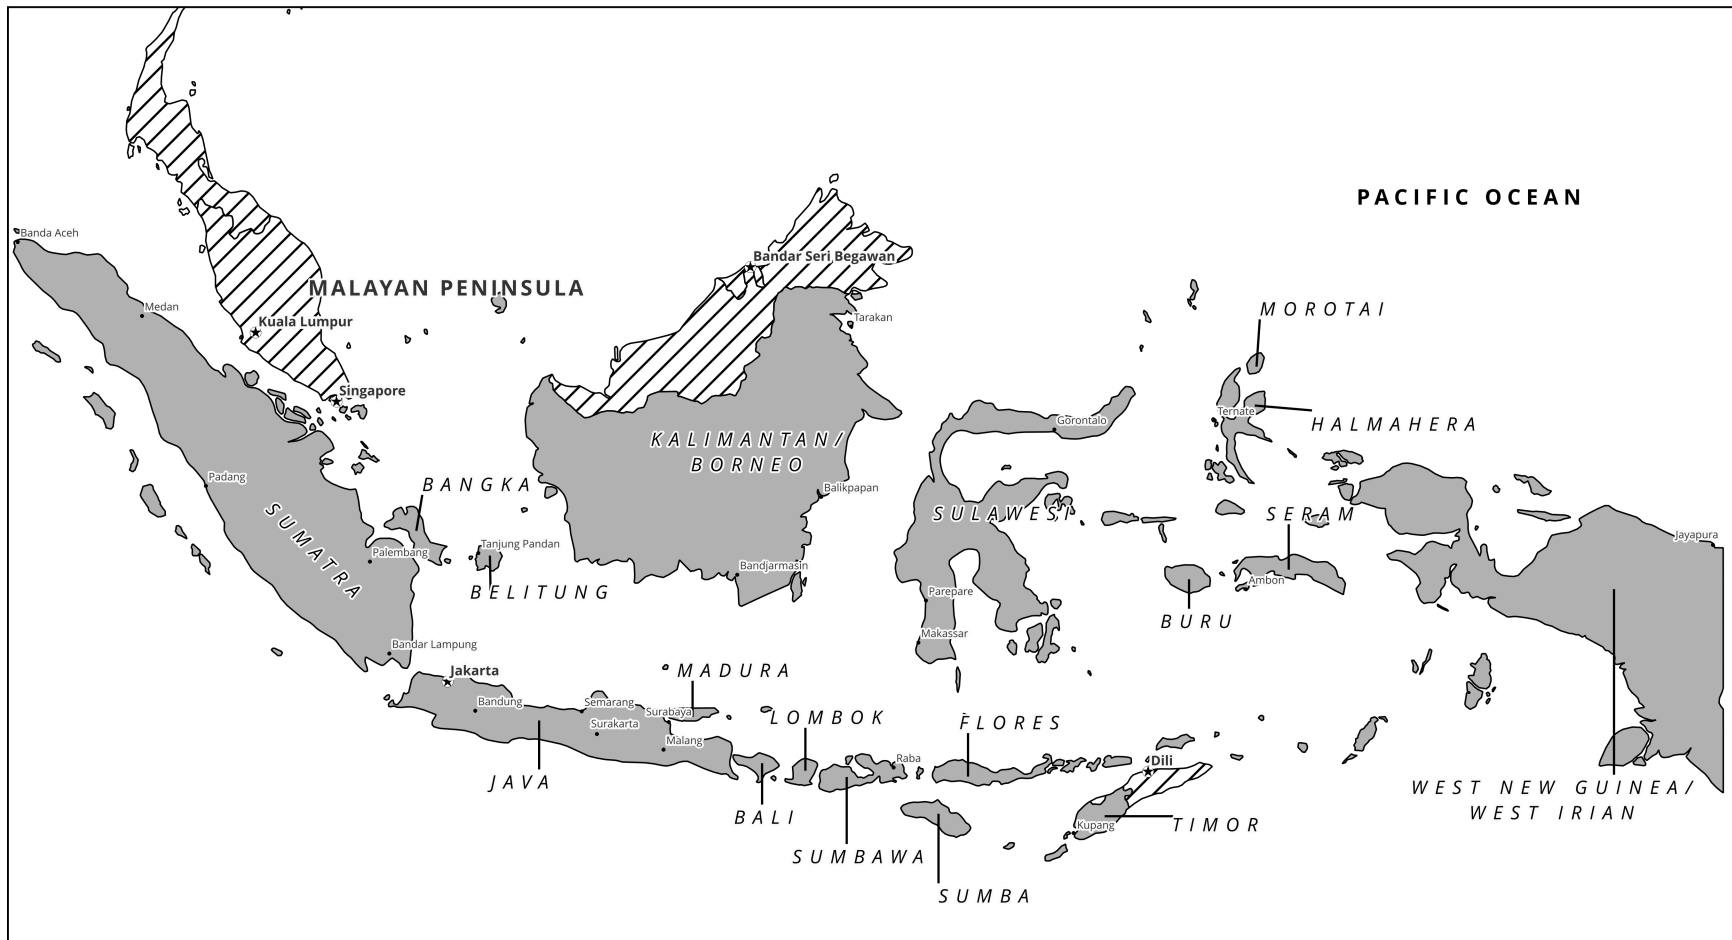 PACIFIC OCEAN
Banda Aceh
Bandar Seri Begawan
MALAYAN PENINSULA
Medan
MOROTAI
Kuala Lumpur
Tarakan
Singapore
Ternate
Gorontalo
HALMAHERA
KALIMANTAN/
BORNEO
Padang
BANGKA
Balikpapan
SUMATRA
SULAWESI
SERAM
Jayapura
Palembang
Tanjung Pandan
Bandjarmasin
Ambon
BELITUNG
Parepare
BURU
Makassar
Bandar Lampung
Jakarta
MADURA
Bandung
Semarang
Surabaya
LOMBOK
FLORES
Surakarta
Malang
Raba
Dili
JAVA
WEST NEW GUINEA/
WEST IRIAN
BALI
Kupang
TIMOR
SUMBAWA
SUMBA